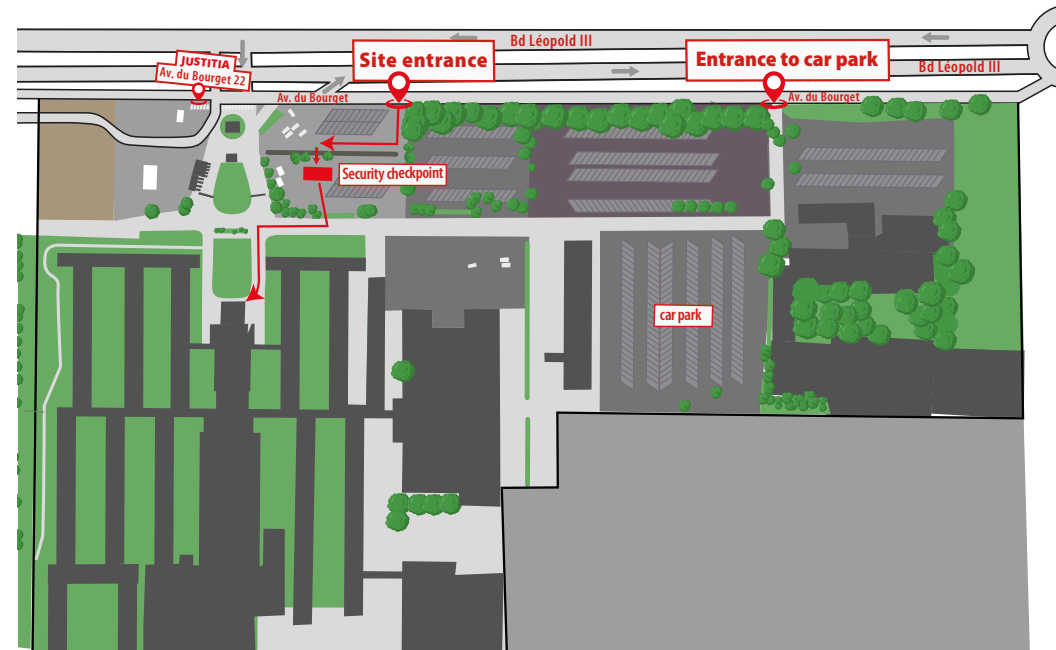 Bd Léopold III
JUSTITIA
Av. du Bourget 22
Site entrance
Entrance to car park
Bd Léopold III
Av. du Bourget
Av. du Bourget
Security checkpoint
car park